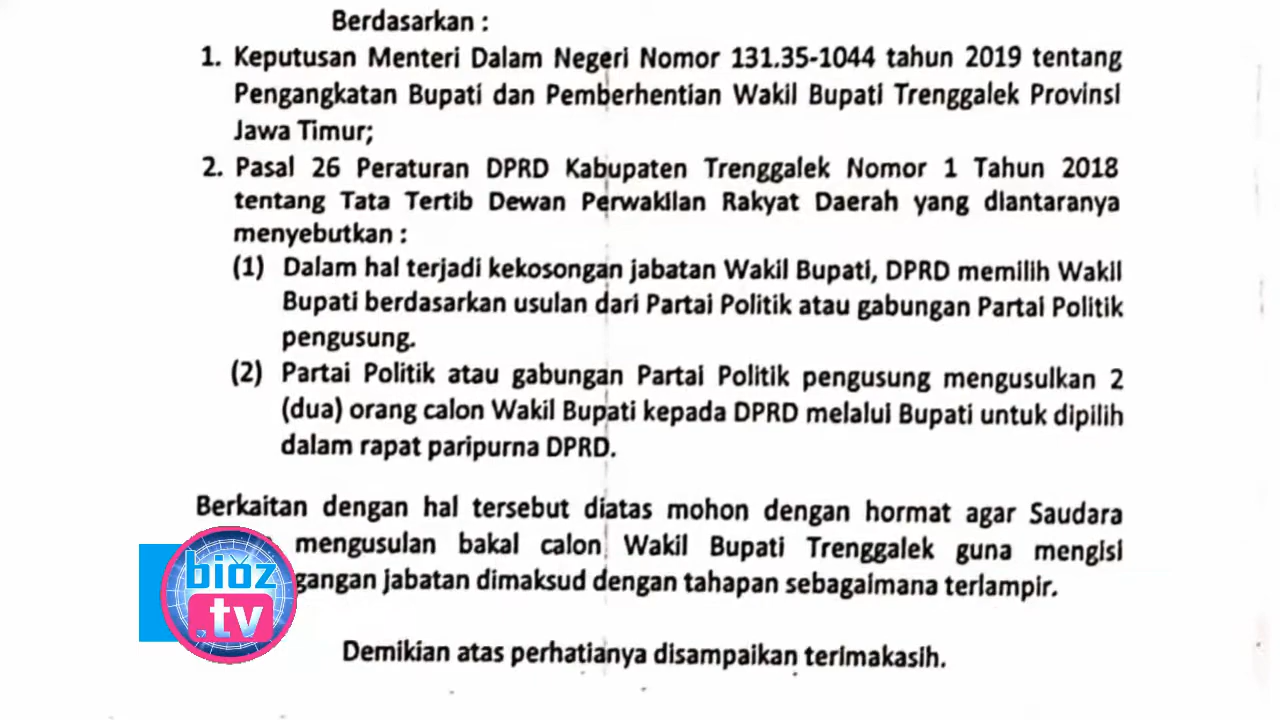 Berdasarkan :
1. Keputusan Menteri Dalam Negeri Nomor 131.35-1044 tahun 2019 tentang
Pengangkatan Bupati dan Pemberhentian Wakil Bupati Trenggalek Provinsi
Jawa Timur;
2. Pasal 26 Peraturan DPRD Kabupaten Trenggalek Nomor 1 Tahun 2018
tentang Tata Tertib Dewan Perwakilan Rakyat Daerah yang diantaranya
menyebutkan :
(1) Dalam hal terjadi kekosongan jabatan Wakil Bupati, DPRD memilih Wakil
Bupati berdasarkan usulan dari Partai Politik atau gabungan Partai Politik
pengusung.
(2) Partai Politik atau gabungan Partai Politik pengusung mengusulkan 2
(dua) orang calon Wakil Bupati kepada DPRD melalui Bupati untuk dipilih
dalam rapat paripurna DPRD.
Berkaitan dengan hal tersebut diatas mohon dengan hormat agar Saudara
mengusulan bakal calon Wakil Bupati Trenggalek guna mengisi
jabatan dimaksud dengan tahapan sebagaimana terlampir.
Demikian atas perhatianya disampaikan terimakasih.
bioz
.tv